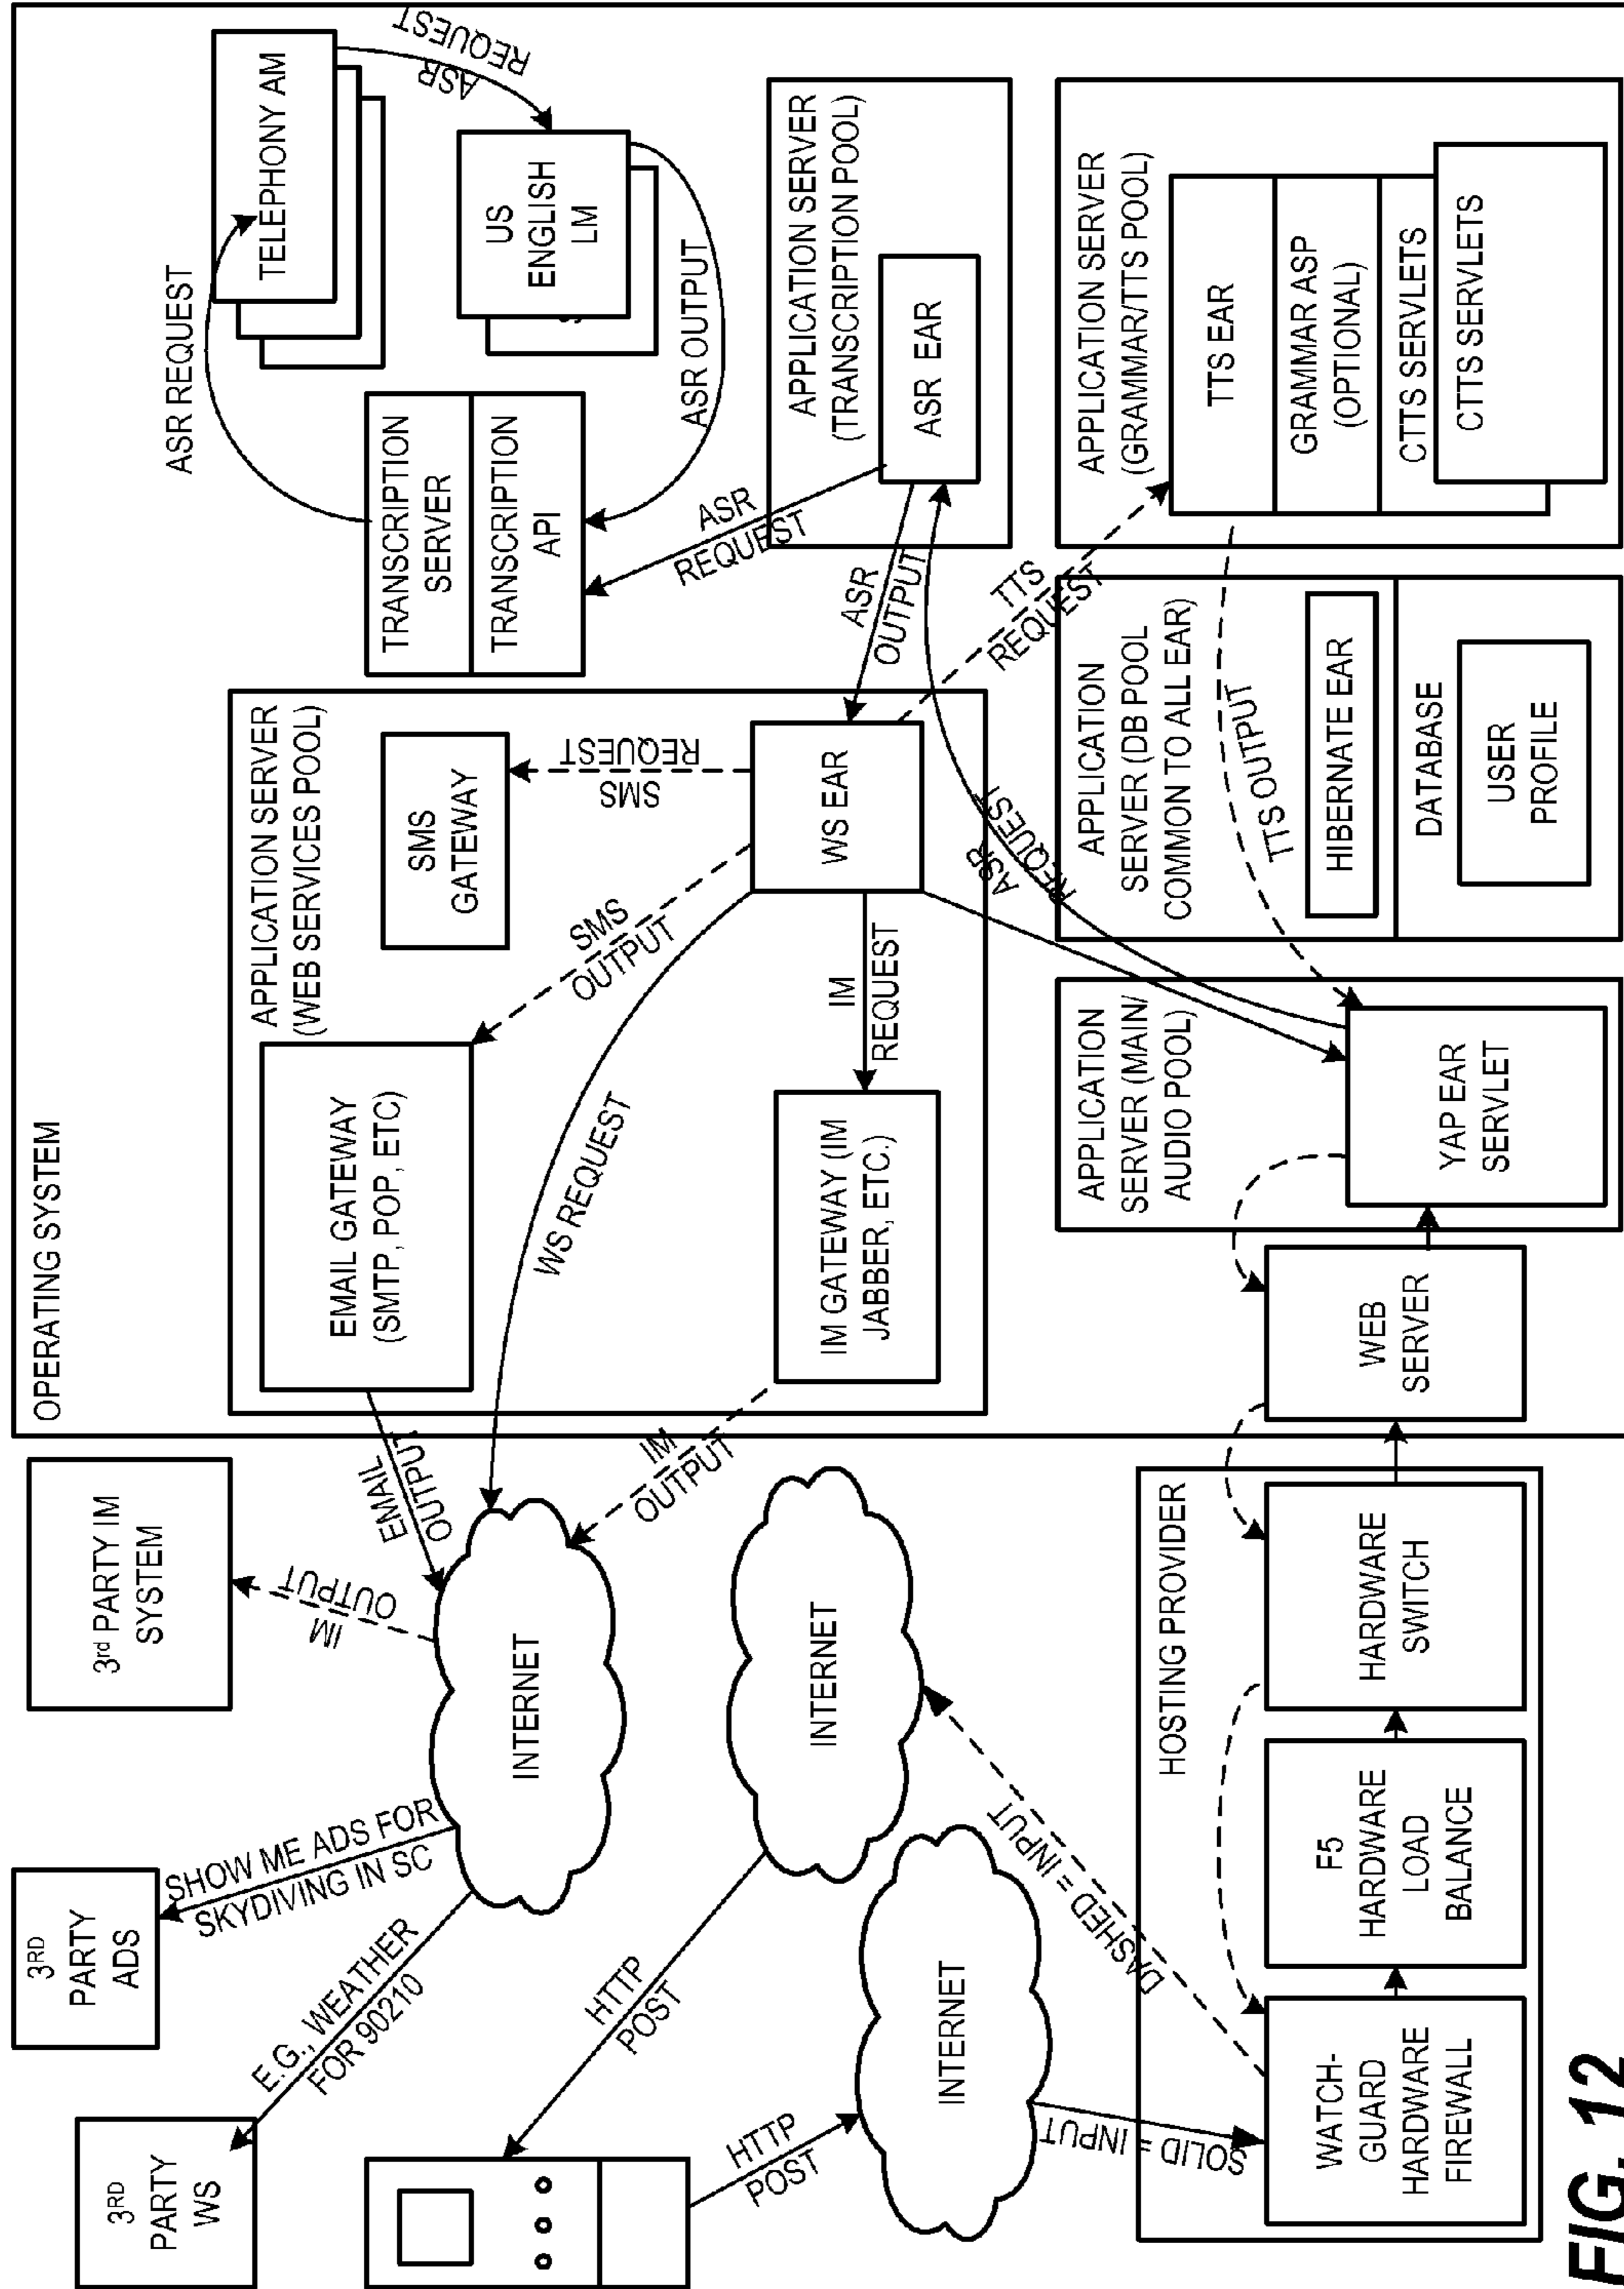 OPERATING SYSTEM
3RD
PARTY
WS
3RD
PARTY
ADS
3rd PARTY IM
SYSTEM
E.G., WEATHER
FOR 90210
SHOW ME ADS FOR
SKYDIVING IN SC
IM
OUTPUT
EMAIL
OUTPUT
INTERNET
HTTP
POST
IM
OUTPUT
INTERNET
HTTP
POST
INTERNET
SOLID = INPUT
DASHED = INPUT
HOSTING PROVIDER
WATCH-
GUARD
HARDWARE
FIREWALL
F5
HARDWARE
LOAD
BALANCE
HARDWARE
SWITCH
WEB
SERVER
APPLICATION SERVER
(WEB SERVICES POOL)
EMAIL GATEWAY
(SMTP, POP, ETC)
SMS
GATEWAY
SMS
OUTPUT
SMS
REQUEST
WS REQUEST
WS EAR
IM
REQUEST
IM GATEWAY (IM
JABBER, ETC.)
ASR REQUEST
TELEPHONY AM
ASR
REQUEST
US
ENGLISH
LM
ASR OUTPUT
TRANSCRIPTION
SERVER
TRANSCRIPTION
API
ASR
REQUEST
APPLICATION SERVER
(TRANSCRIPTION POOL)
ASR EAR
ASR
OUTPUT
TTS
REQUEST
ASR
REQUEST
APPLICATION
SERVER (MAIN/
AUDIO POOL)
YAP EAR
SERVLET
APPLICATION
SERVER (DB POOL
COMMON TO ALL EAR)
HIBERNATE EAR
DATABASE
USER
PROFILE
TTS OUTPUT
APPLICATION SERVER
(GRAMMAR/TTS POOL)
TTS EAR
GRAMMAR ASP
(OPTIONAL)
CTTS SERVLETS
CTTS SERVLETS
FIG. 12